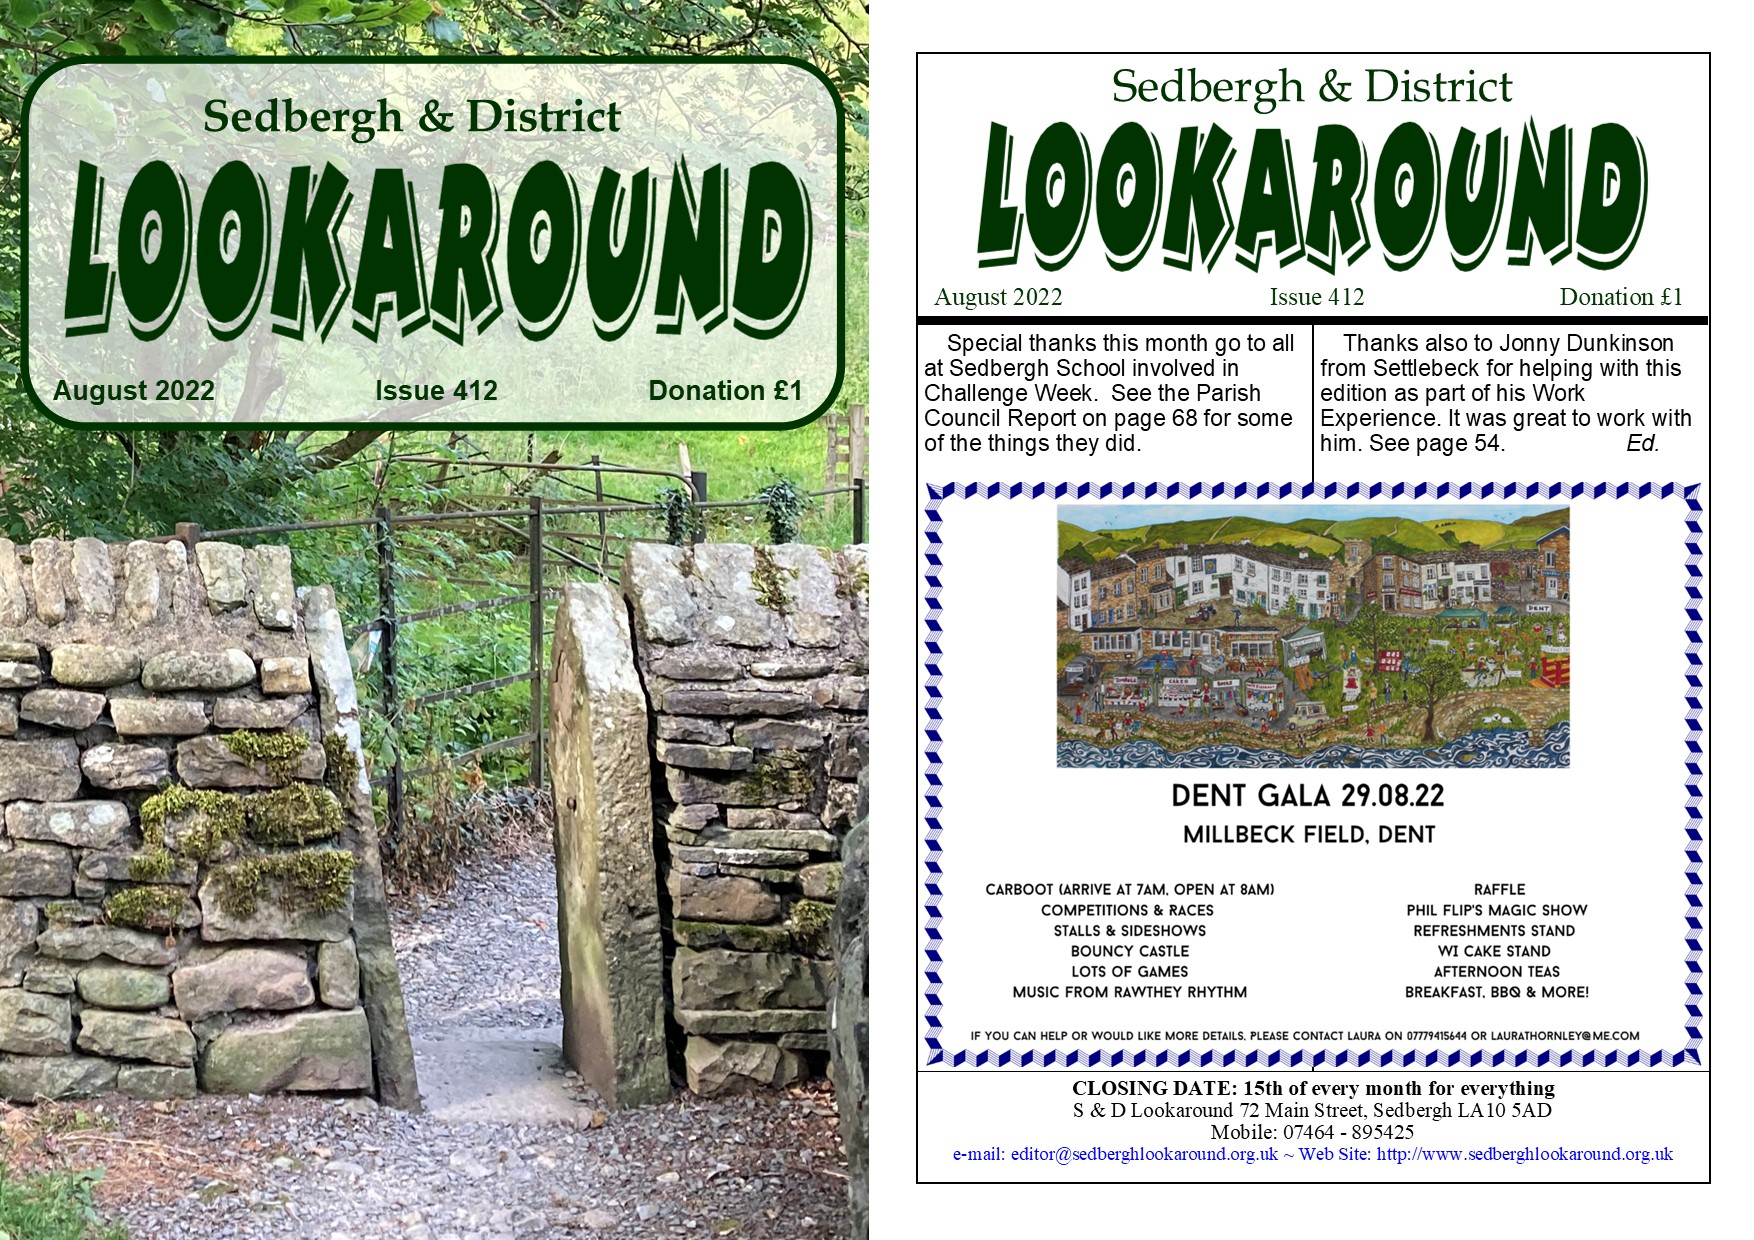 Sedbergh & District
LOOKAROUND
August 2022 Issue 412 Donation £1
Sedbergh & District
LOOKAROUND
August 2022 Issue 412 Donation £1
Special thanks this month go to all
at Sedbergh School involved in
Challenge Week. See the Parish
Council Report on page 68 for some
of the things they did.
Thanks also to Jonny Dunkinson
from Settlebeck for helping with this
edition as part of his Work
Experience. It was great to work with
him. See page 54. Ed.
DENT
CAKES
BOOKS
DENT GALA 29.08.22
MILLBECK FIELD, DENT
CARBOOT (ARRIVE AT 7AM, OPEN AT 8AM)
COMPETITIONS & RACES
STALLS & SIDESHOWS
BOUNCY CASTLE
LOTS OF GAMES
MUSIC FROM RAWTHEY RHYTHM
RAFFLE
PHIL FLIP'S MAGIC SHOW
REFRESHMENTS STAND
WI CAKE STAND
AFTERNOON TEAS
BREAKFAST, BBQ & MORE!
IF YOU CAN HELP OR WOULD LIKE MORE DETAILS, PLEASE CONTACT LAURA ON 07779415644 OR LAURATHORNLEY@ME.COM
CLOSING DATE: 15th of every month for everything
S & D Lookaround 72 Main Street, Sedbergh LA10 5AD
Mobile: 07464 - 895425
e-mail: editor@sedberghlookaround.org.uk ~ Web Site: http://www.sedberghlookaround.org.uk